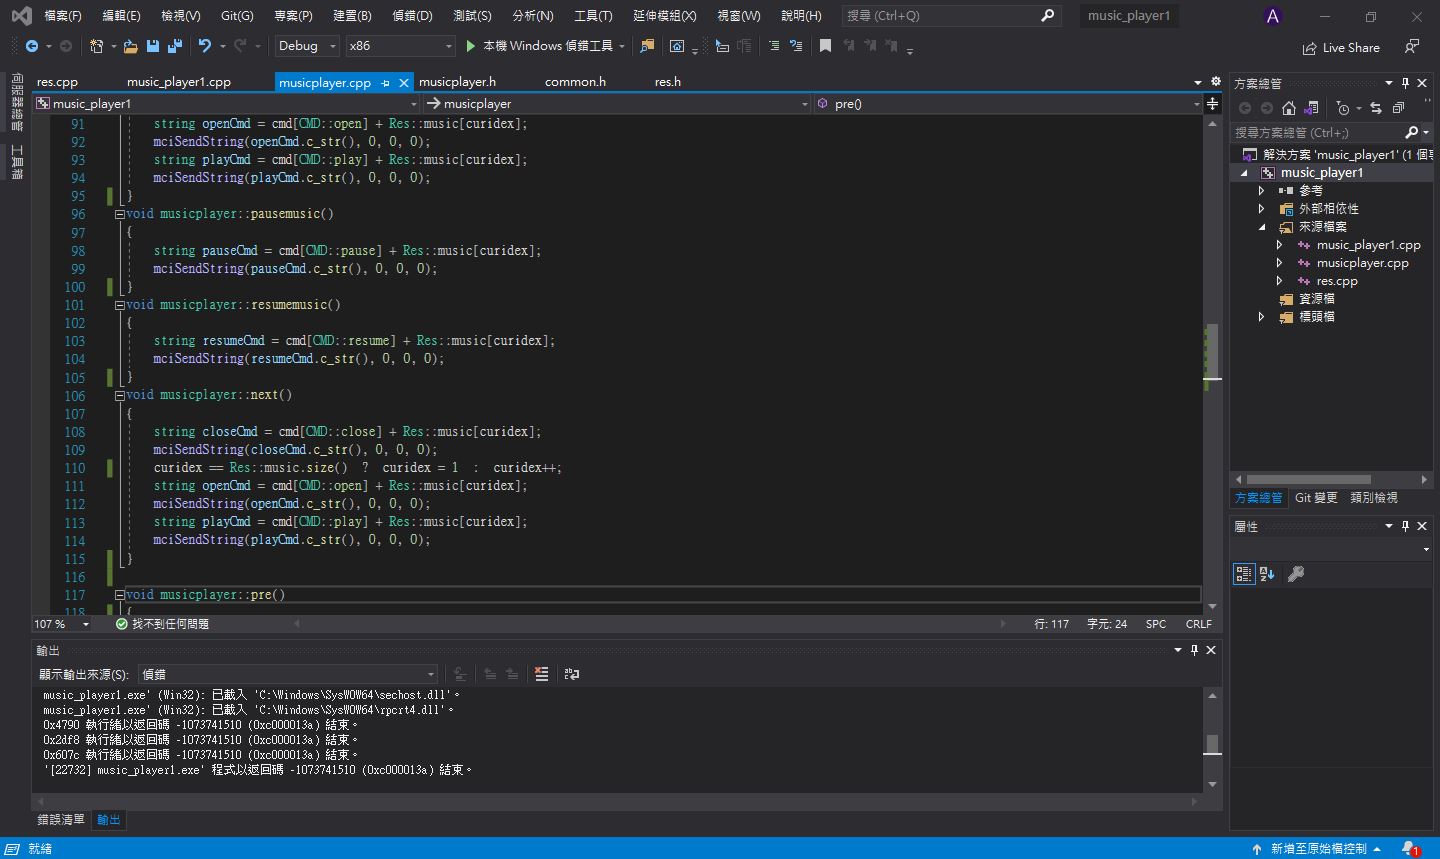 檔案(F) 編輯(E) 檢視(V) Git(G) 專案(P) 建置(B) 偵錯(D) 測試(S) 分析(N) 工具(T) 延伸模組(X) 視窗(W) 說明(H) 搜尋 (Ctrl+Q) music_player1 A
Debug x86 本機 Windows 偵錯工具 Live Share
伺服器總管
工具箱
res.cpp music_player1.cpp musicplayer.cpp musicplayer.h common.h res.h
music_player1 musicplayer pre()
91 string openCmd = cmd[CMD::open] + Res::music[curidex];
92 mciSendString(openCmd.c_str(), 0, 0, 0);
93 string playCmd = cmd[CMD::play] + Res::music[curidex];
94 mciSendString(playCmd.c_str(), 0, 0, 0);
95 }
96 void musicplayer::pausemusic()
97 {
98 string pauseCmd = cmd[CMD::pause] + Res::music[curidex];
99 mciSendString(pauseCmd.c_str(), 0, 0, 0);
100 }
101 void musicplayer::resumemusic()
102 {
103 string resumeCmd = cmd[CMD::resume] + Res::music[curidex];
104 mciSendString(resumeCmd.c_str(), 0, 0, 0);
105 }
106 void musicplayer::next()
107 {
108 string closeCmd = cmd[CMD::close] + Res::music[curidex];
109 mciSendString(closeCmd.c_str(), 0, 0, 0);
110 curidex == Res::music.size() ? curidex = 1 : curidex++;
111 string openCmd = cmd[CMD::open] + Res::music[curidex];
112 mciSendString(openCmd.c_str(), 0, 0, 0);
113 string playCmd = cmd[CMD::play] + Res::music[curidex];
114 mciSendString(playCmd.c_str(), 0, 0, 0);
115 }
116
117 void musicplayer::pre()
118 {
107 % 找不到任何問題 行: 117 字元: 24 SPC CRLF
輸出
顯示輸出來源(S): 偵錯
music_player1.exe' (Win32): 已載入 'C:\Windows\SysWOW64\sechost.dll'。
music_player1.exe' (Win32): 已載入 'C:\Windows\SysWOW64\rpcrt4.dll'。
0x4790 執行緒以返回碼 -1073741510 (0xc000013a) 結束。
0x2df8 執行緒以返回碼 -1073741510 (0xc000013a) 結束。
0x607c 執行緒以返回碼 -1073741510 (0xc000013a) 結束。
'[22732] music_player1.exe' 程式以返回碼 -1073741510 (0xc000013a) 結束。
錯誤清單 輸出
方案總管
搜尋方案總管 (Ctrl+;)
解決方案 'music_player1' (1 個
music_player1
參考
外部相依性
來源檔案
music_player1.cpp
musicplayer.cpp
res.cpp
資源檔
標頭檔
方案總管 Git 變更 類別檢視
屬性
就緒 新增至原始檔控制 1